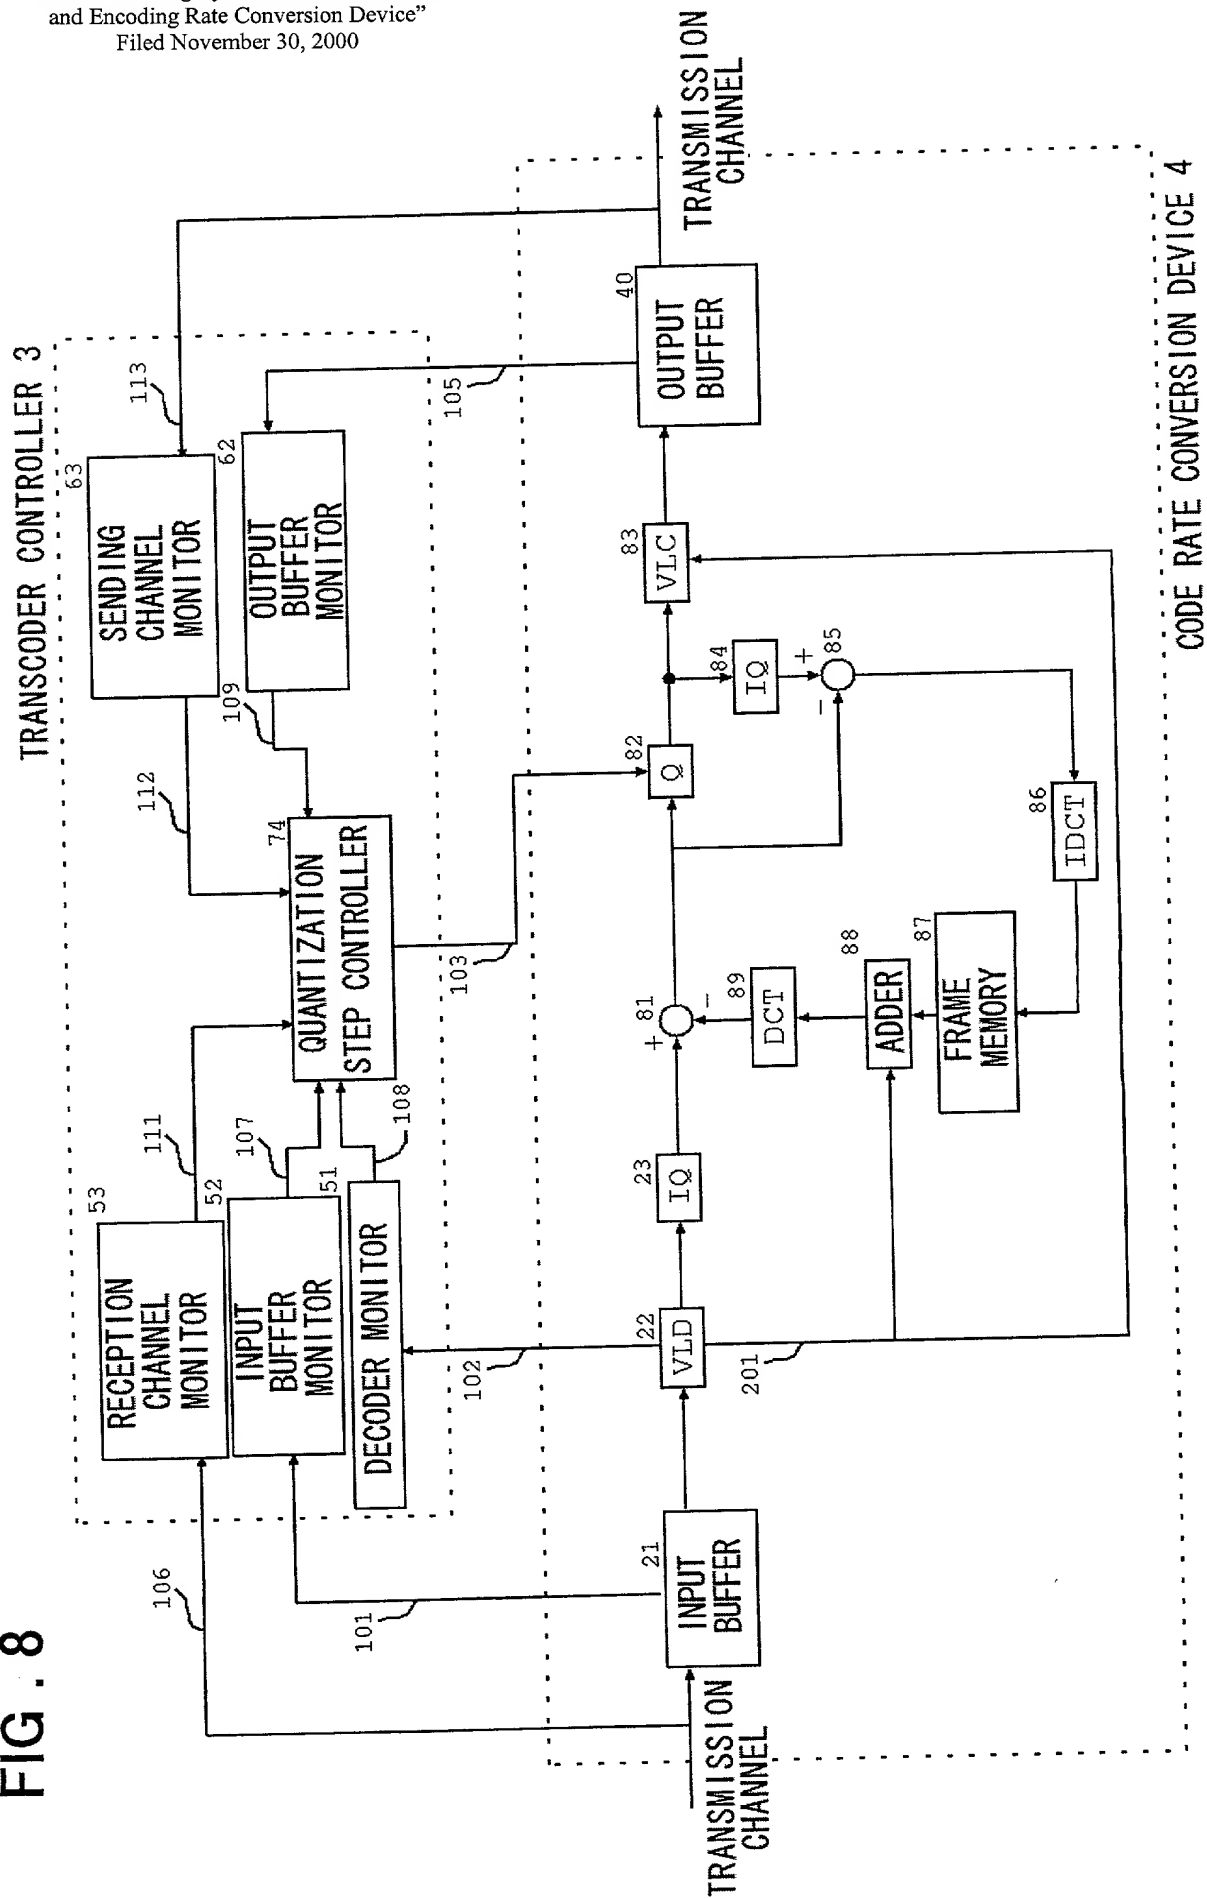 and Encoding Rate Conversion Device”
Filed November 30, 2000
FIG. 8
TRANSCODER CONTROLLER 3
53
RECEPTION
CHANNEL
MONITOR
52
INPUT
BUFFER
MONITOR
51
DECODER MONITOR
111
107
108
74
QUANTIZATION
STEP CONTROLLER
112
109
63
SENDING
CHANNEL
MONITOR
62
OUTPUT
BUFFER
MONITOR
113
105
106
101
102
103
TRANSMISSION
CHANNEL
21
INPUT
BUFFER
22
VLD
201
23
IQ
+
81
−
89
DCT
88
ADDER
87
FRAME
MEMORY
82
Q
84
IQ
+
85
−
86
IDCT
83
VLC
40
OUTPUT
BUFFER
TRANSMISSION
CHANNEL
CODE RATE CONVERSION DEVICE 4